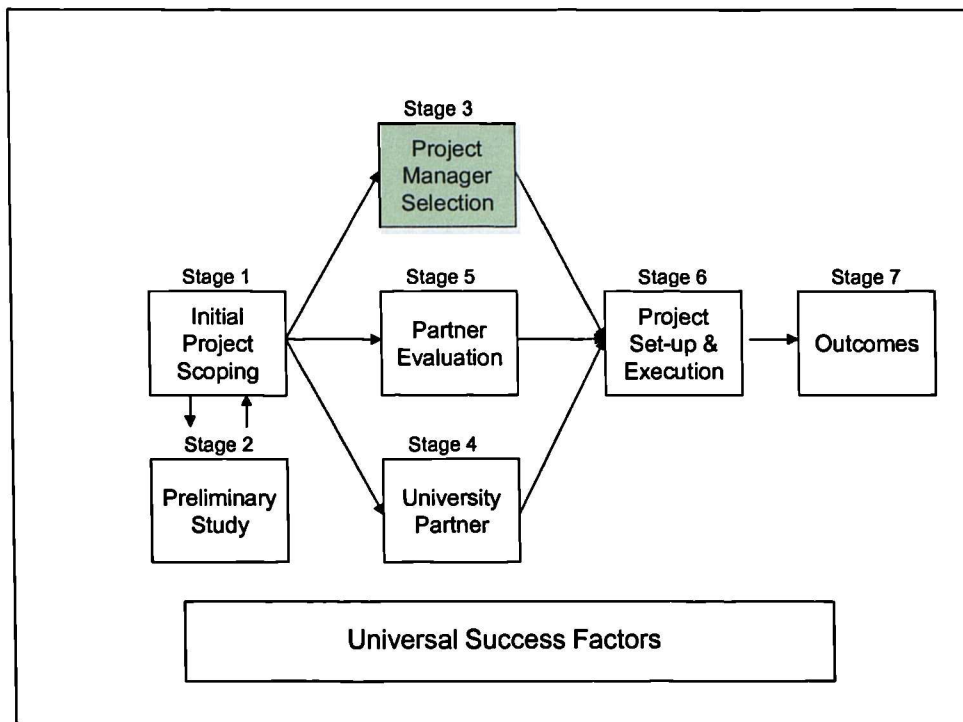 Stage 3
Project
Manager
Selection
Stage 1
Initial
Project
Scoping
Stage 5
Partner
Evaluation
Stage 6
Project
Set-up &
Execution
Stage 7
Outcomes
Stage 2
Preliminary
Study
Stage 4
University
Partner
Universal Success Factors